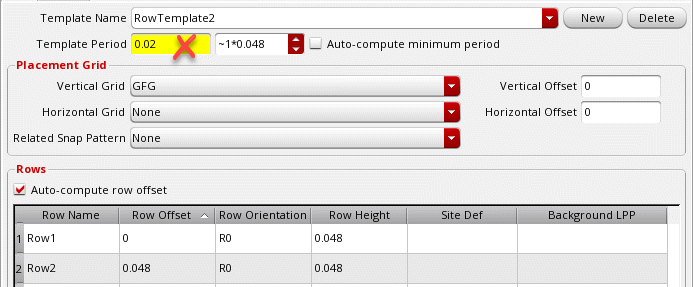 Template Name RowTemplate2 New Delete
Template Period 0.02 ~1*0.048 Auto-compute minimum period
Placement Grid
Vertical Grid GFG Vertical Offset 0
Horizontal Grid None Horizontal Offset 0
Related Snap Pattern None
Rows
Auto-compute row offset
Row Name Row Offset Row Orientation Row Height Site Def Background LPP
1 Row1 0 R0 0.048
2 Row2 0.048 R0 0.048